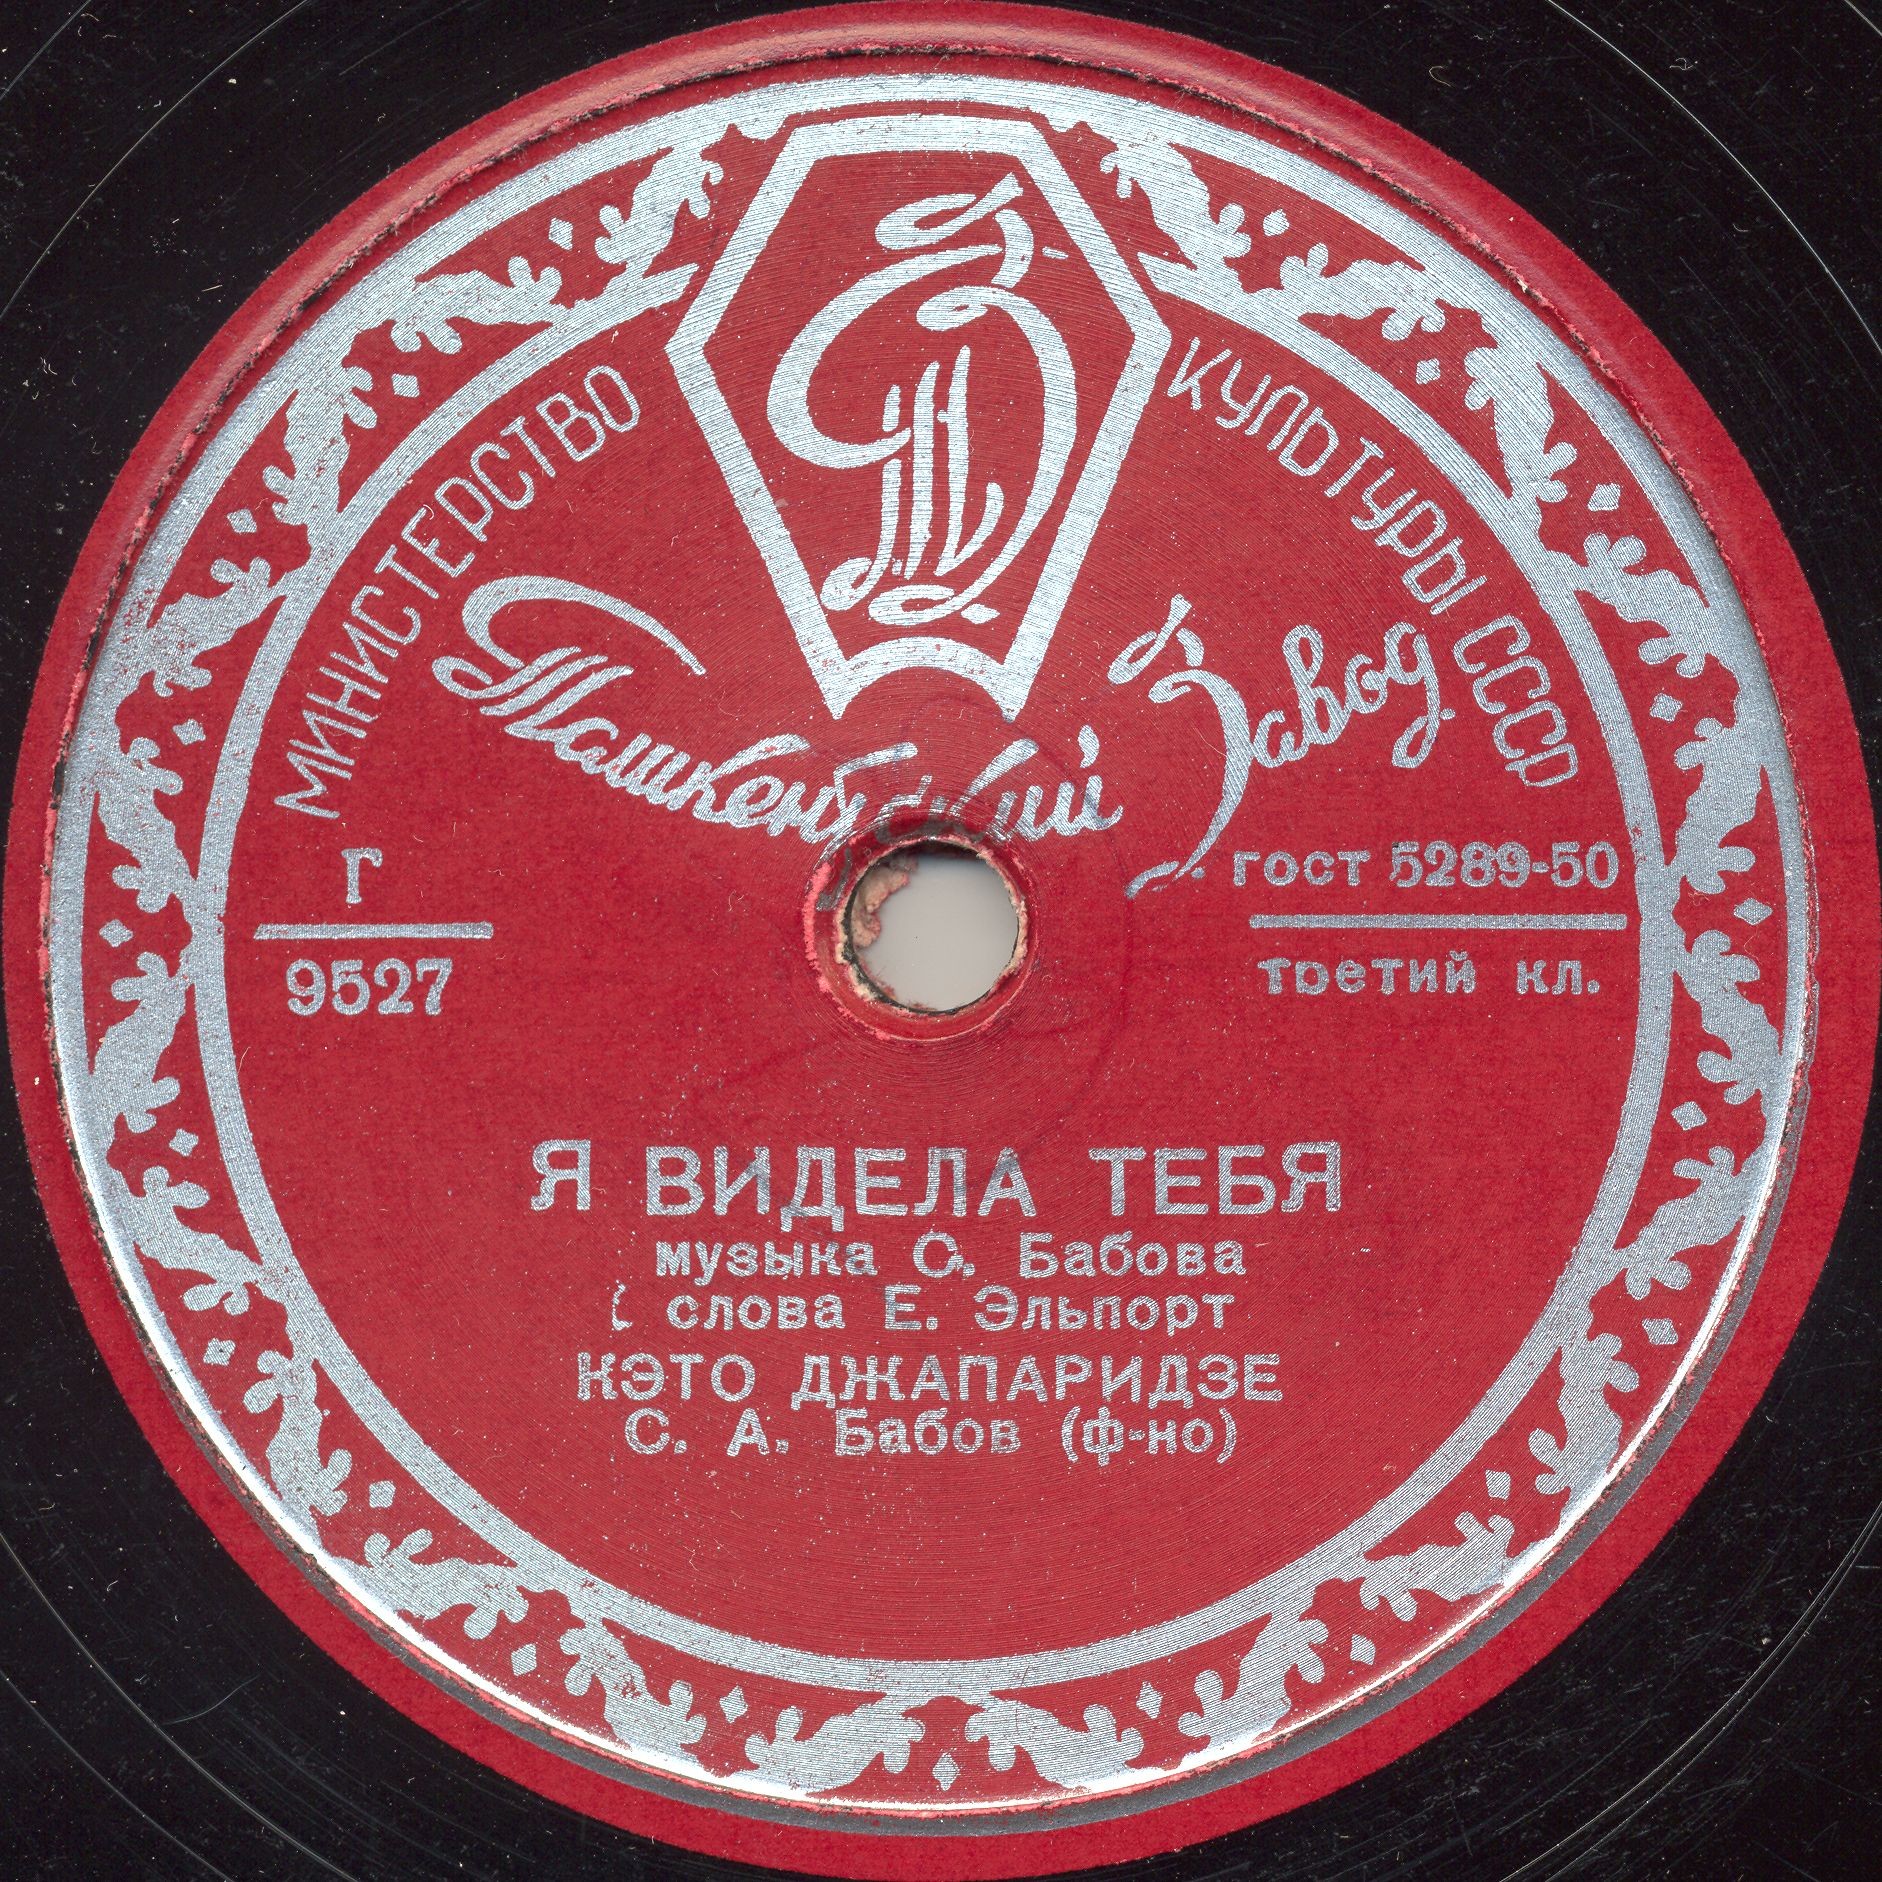 МИНИСТЕРСТВО КУЛЬТУРЫ СССР
Ташкентский Завод
Г
9527
ГОСТ 5289-50
третий кл.
Я ВИДЕЛА ТЕБЯ
музыка С. Бабова
слова Е. Эльпорт
КЭТО ДЖАПАРИДЗЕ
С. А. Бабов (ф-но)